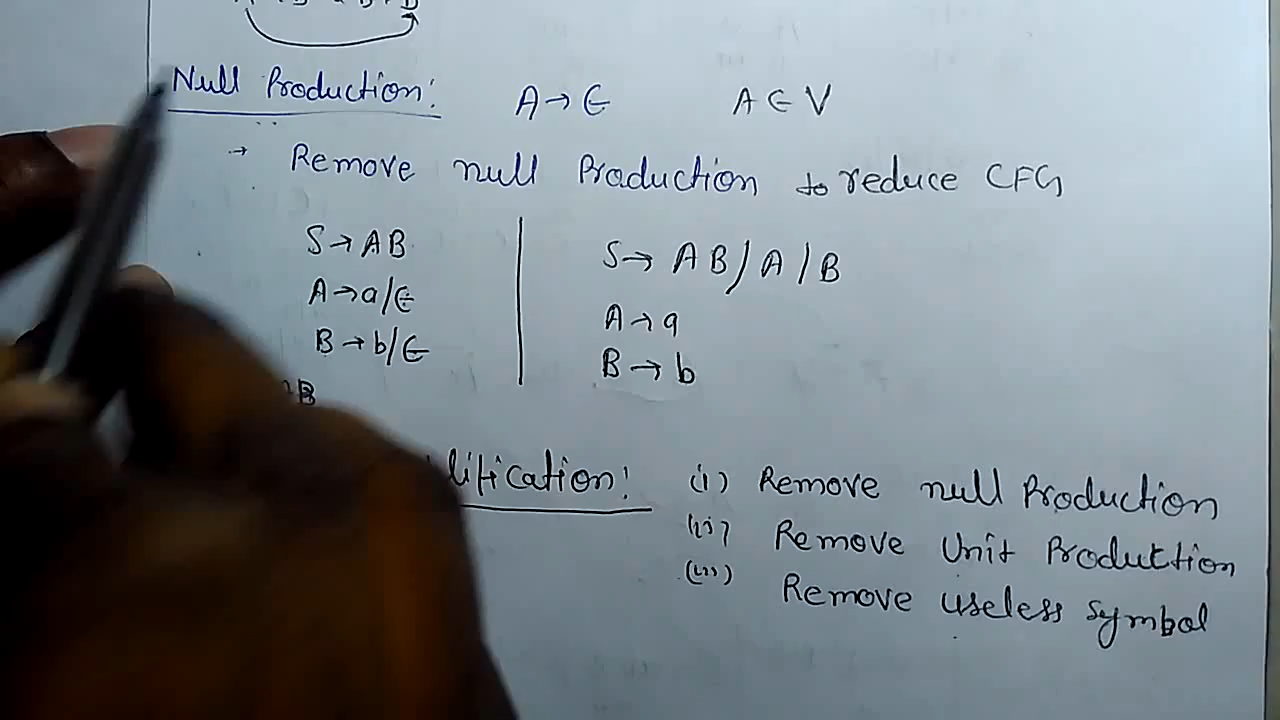 Null Production: A → ∈ A ∈ V
→ Remove null Production to reduce CFG
S → AB
A → a/∈
B → b/∈
B
S → AB/A/B
A → a
B → b
(i) Remove null Production
(ii) Remove Unit Production
(iii) Remove useless symbol